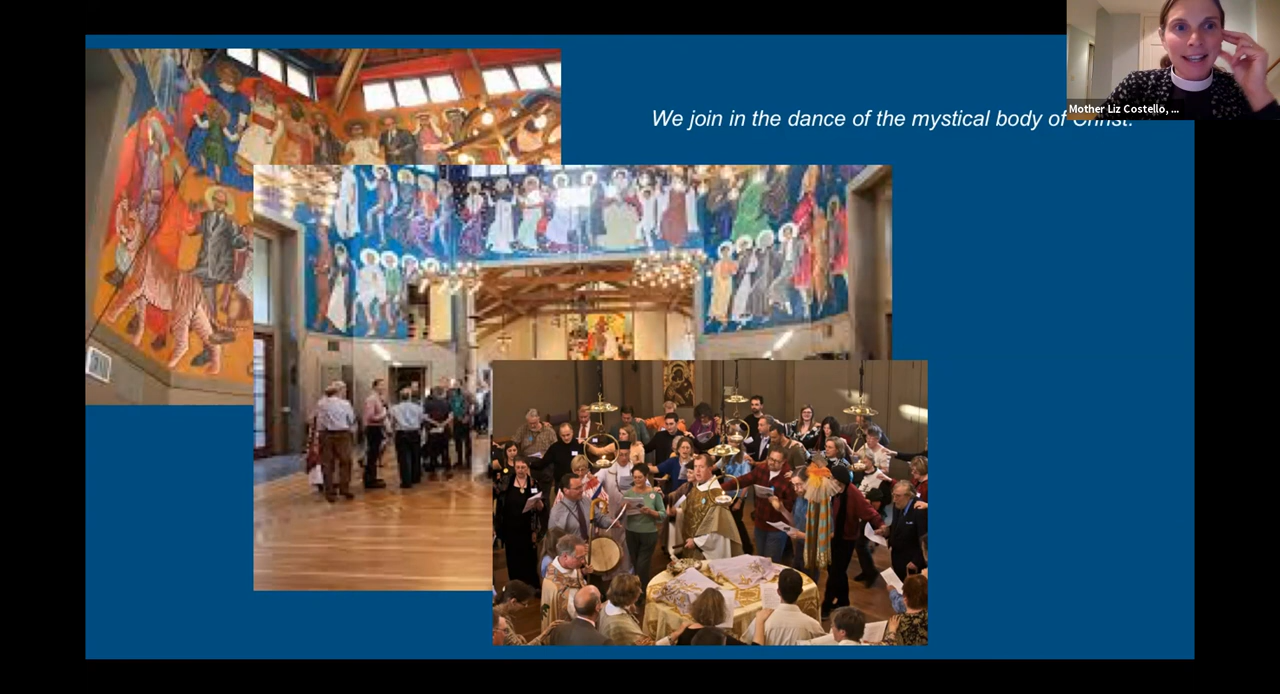 We join in the dance of the mystical body of Christ.
Mother Liz Costello, ...